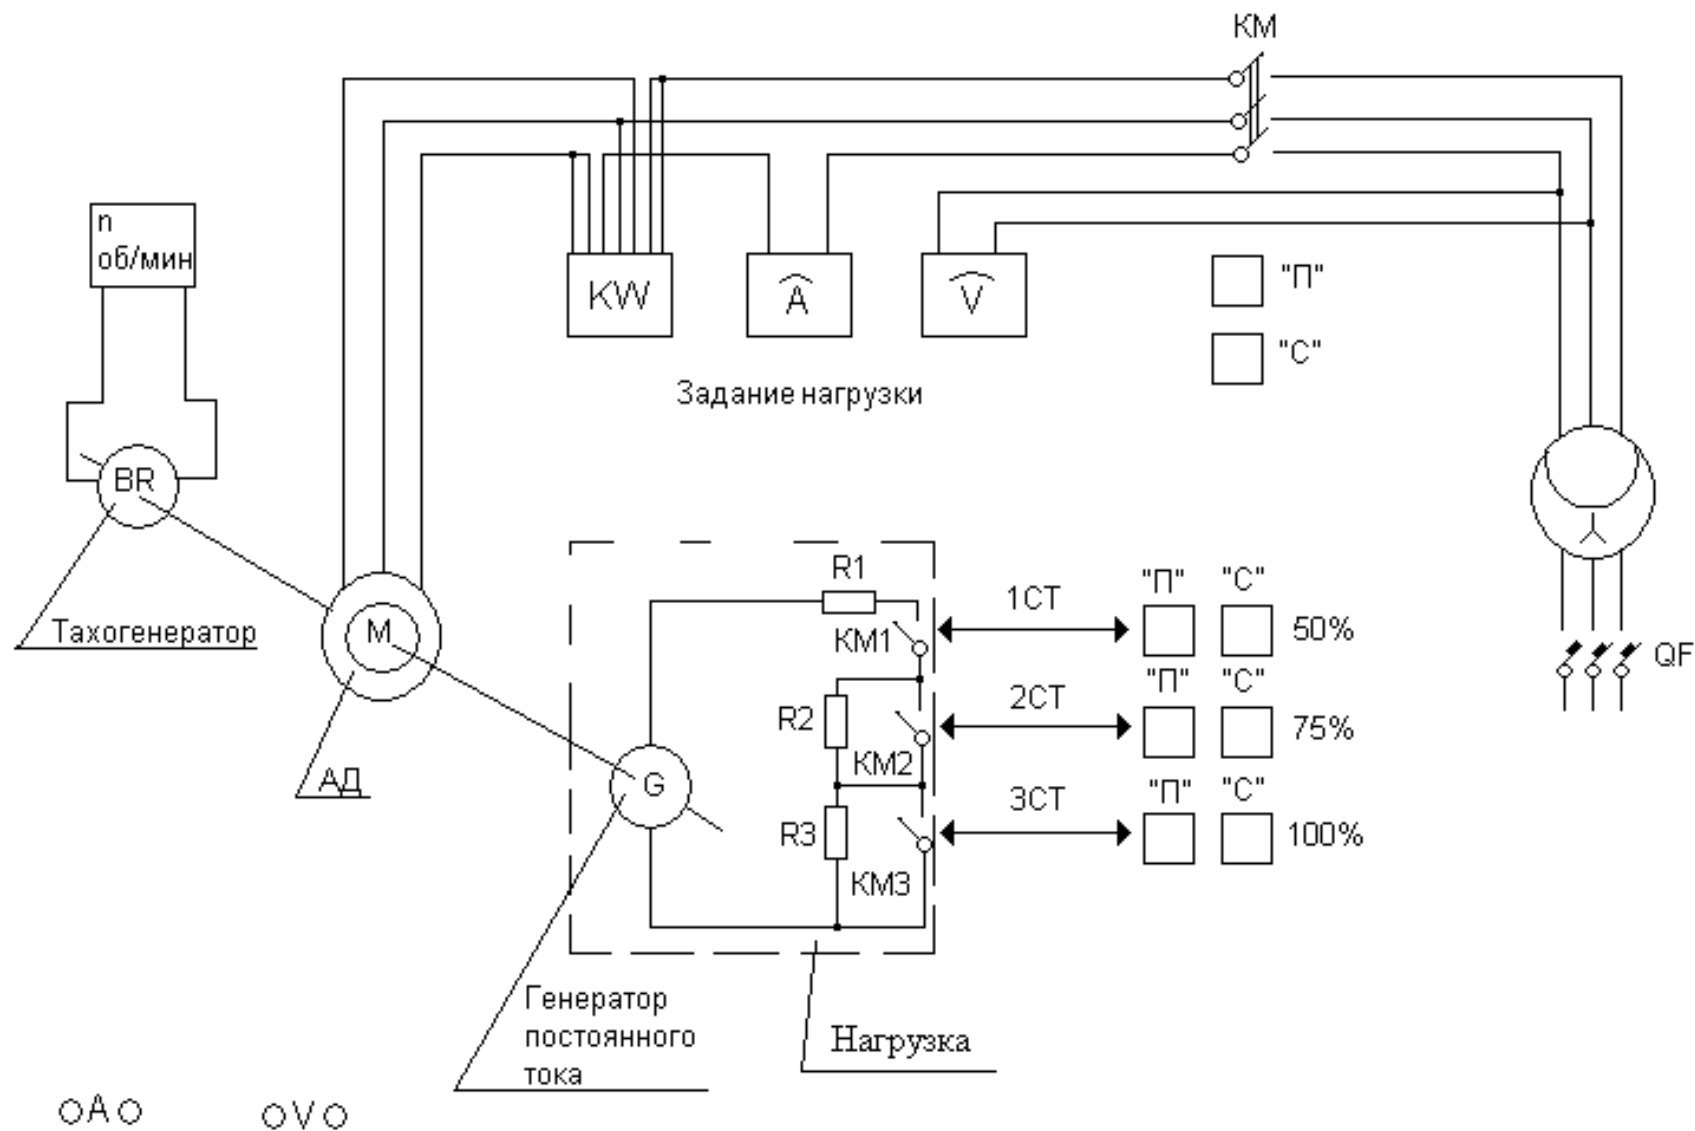 КМ
n
об/мин
KW
A
V
"П"
"С"
Задание нагрузки
BR
Тахогенератор
M
АД
G
R1
КМ1
R2
КМ2
R3
КМ3
1СТ
"П"
"С"
50%
2СТ
"П"
"С"
75%
3СТ
"П"
"С"
100%
QF
Генератор
постоянного
тока
Нагрузка
A
V